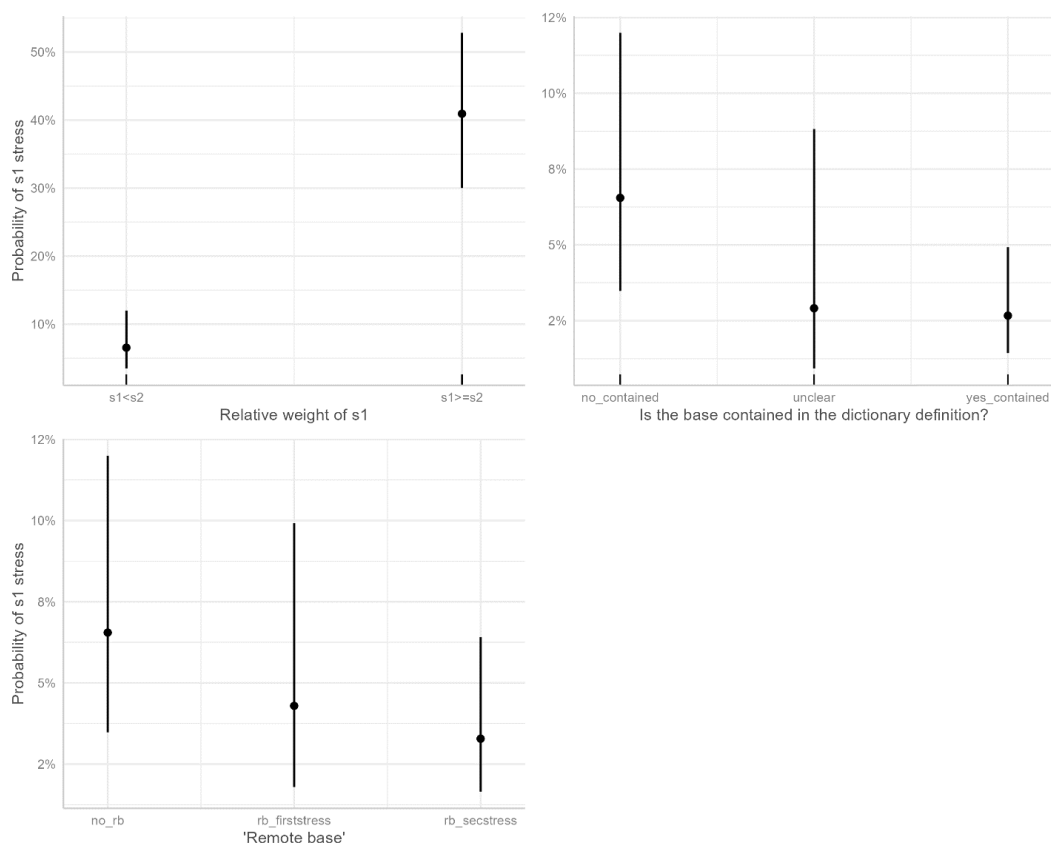 Probability of s1 stress
50%
40%
30%
20%
10%
s1<s2
s1>=s2
Relative weight of s1
12%
10%
8%
5%
2%
no_contained
unclear
yes_contained
Is the base contained in the dictionary definition?
Probability of s1 stress
12%
10%
8%
5%
2%
no_rb
rb_firststress
rb_secstress
'Remote base'